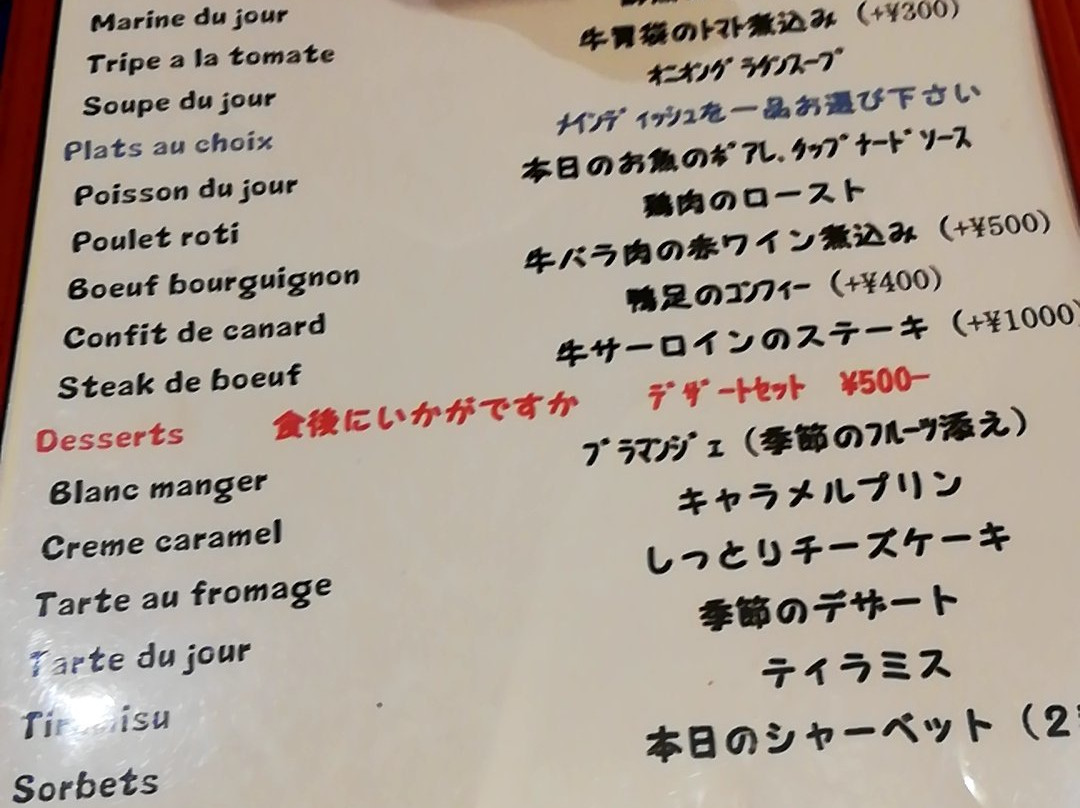 Marine du jour
Tripe a la tomate 牛胃袋のトマト煮込み (+¥300)
Soupe du jour オニオングラタンスープ
Plats au choix メインディッシュを一品お選び下さい
Poisson du jour 本日のお魚のポアレ、タップナードソース
Poulet roti 鶏肉のロースト
Boeuf bourguignon 牛バラ肉の赤ワイン煮込み (+¥500)
Confit de canard 鴨足のコンフィー (+¥400)
Steak de boeuf 牛サーロインのステーキ (+¥1000)
Desserts 食後にいかがですか デザートセット ¥500-
Blanc manger ブラマンジェ(季節のフルーツ添え)
Creme caramel キャラメルプリン
Tarte au fromage しっとりチーズケーキ
Tarte du jour 季節のデザート
Tiramisu ティラミス
Sorbets 本日のシャーベット (2